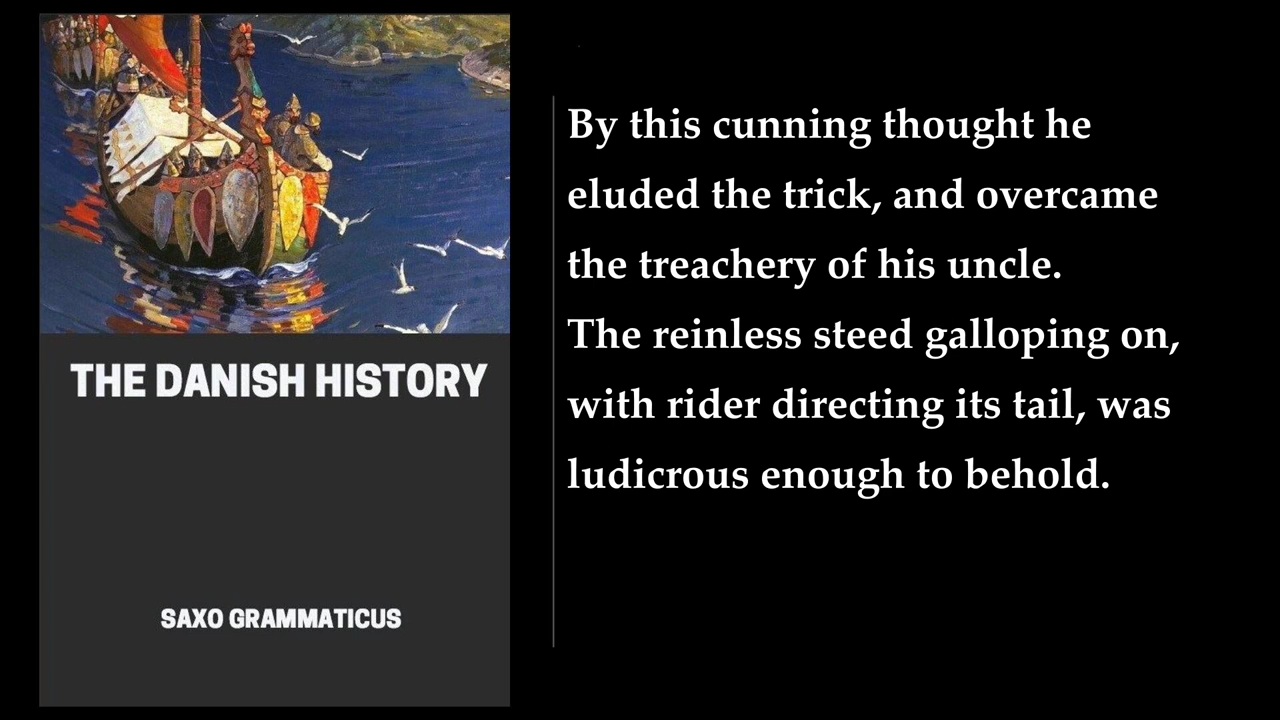 THE DANISH HISTORY
SAXO GRAMMATICUS
By this cunning thought he
eluded the trick, and overcame
the treachery of his uncle.
The reinless steed galloping on,
with rider directing its tail, was
ludicrous enough to behold.